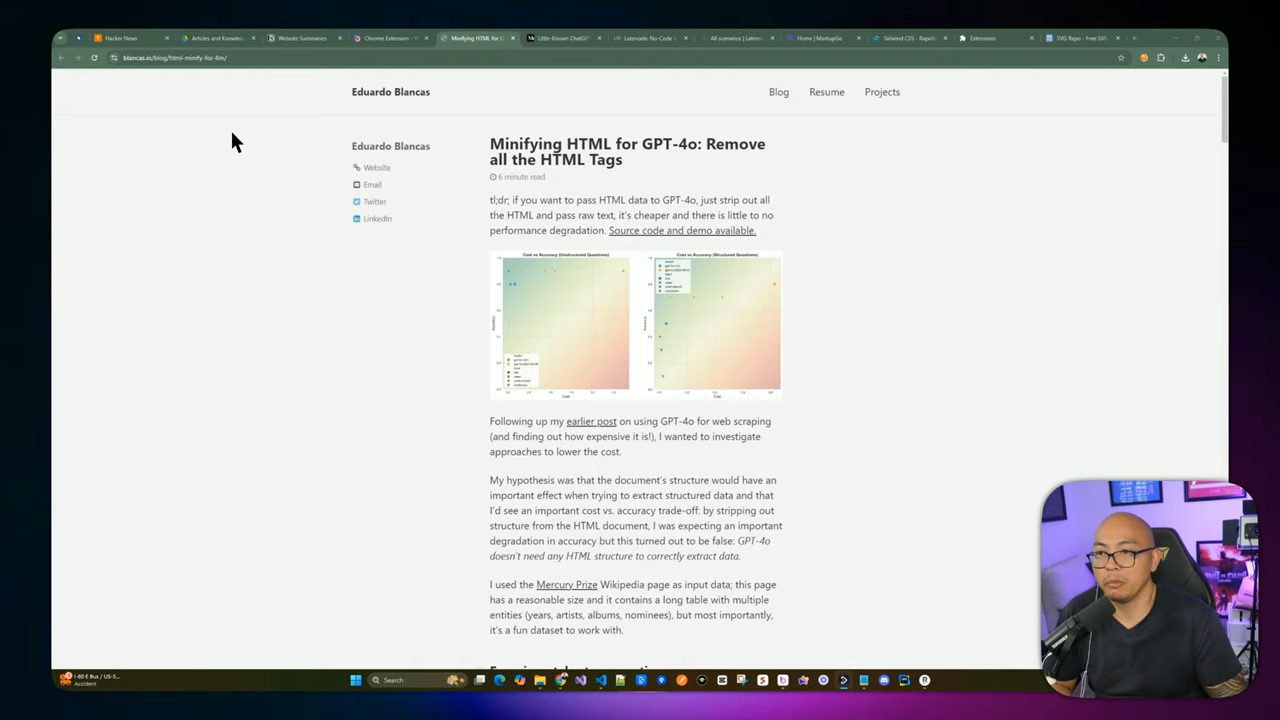 Hacker News
Articles and Knowled
Website Summaries
Chrome Extension -
Minifying HTML for
Little-Known ChatGP
Latenode: No-Code
All scenarios | Laten
Home | MarkupGo
Tailwind CSS - Rapid
Extensions
SVG Repo - Free SV
blancas.io/blog/html-minify-for-llm/
Eduardo Blancas
Blog
Resume
Projects
Eduardo Blancas
Website
Email
Twitter
LinkedIn
Minifying HTML for GPT-4o: Remove
all the HTML Tags
6 minute read
tl;dr; if you want to pass HTML data to GPT-4o, just strip out all
the HTML and pass raw text, it's cheaper and there is little to no
performance degradation. Source code and demo available.
Cost vs Accuracy (Unstructured Questions)
Accuracy
Cost
Cost vs Accuracy (Structured Questions)
Accuracy
Cost
Following up my earlier post on using GPT-4o for web scraping
(and finding out how expensive it is!), I wanted to investigate
approaches to lower the cost.
My hypothesis was that the document's structure would have an
important effect when trying to extract structured data and that
I'd see an important cost vs. accuracy trade-off: by stripping out
structure from the HTML document, I was expecting an important
degradation in accuracy but this turned out to be false: GPT-4o
doesn't need any HTML structure to correctly extract data.
I used the Mercury Prize Wikipedia page as input data; this page
has a reasonable size and it contains a long table with multiple
entities (years, artists, albums, nominees), but most importantly,
it's a fun dataset to work with.
I-80 E Bus / US-5...
Accident
Search